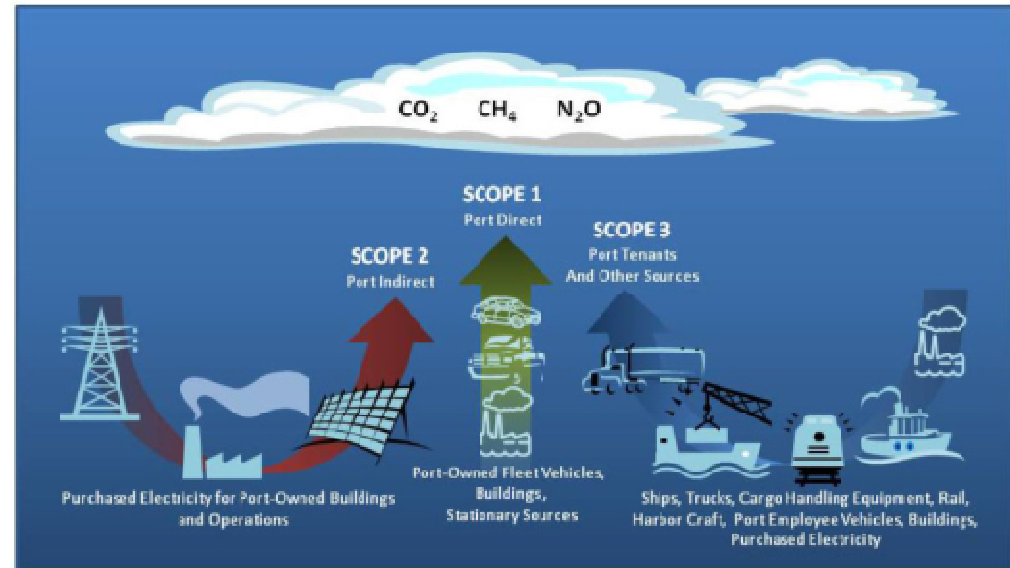 CO₂ CH₄ N₂O
SCOPE 1
Port Direct
SCOPE 2
Port Indirect
SCOPE 3
Port Tenants
And Other Sources
Purchased Electricity for Port-Owned Buildings
and Operations
Port-Owned Fleet Vehicles,
Buildings,
Stationary Sources
Ships, Trucks, Cargo Handling Equipment, Rail,
Harbor Craft, Port Employee Vehicles, Buildings,
Purchased Electricity